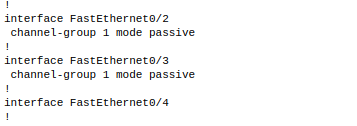 !
interface FastEthernet0/2
 channel-group 1 mode passive
!
interface FastEthernet0/3
 channel-group 1 mode passive
!
interface FastEthernet0/4
!